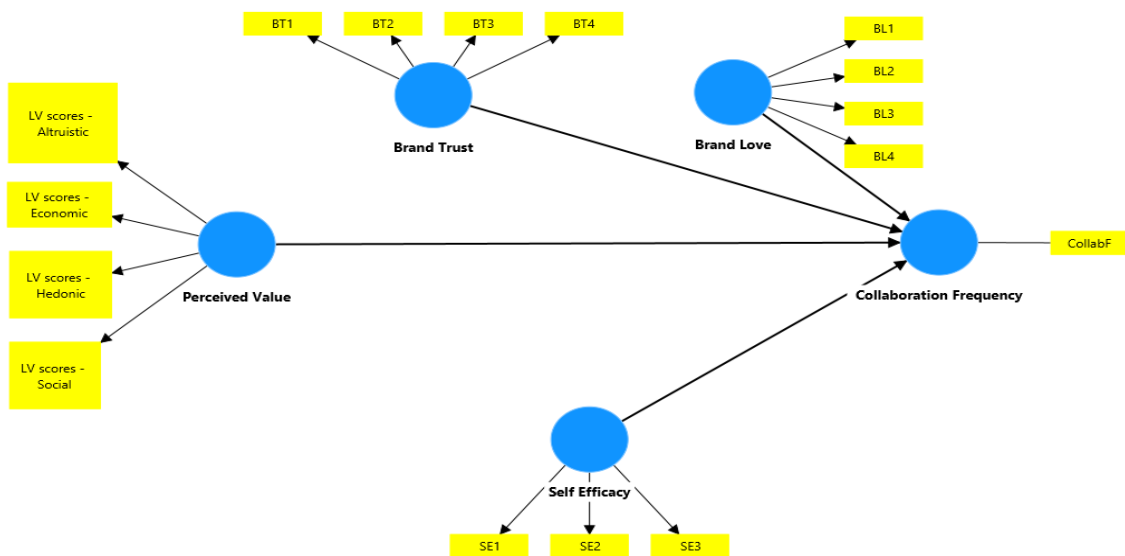 BT1
BT2
BT3
BT4
BL1
BL2
BL3
BL4
Brand Trust
Brand Love
LV scores -
Altruistic
LV scores -
Economic
LV scores -
Hedonic
LV scores -
Social
Perceived Value
CollabF
Collaboration Frequency
Self Efficacy
SE1
SE2
SE3